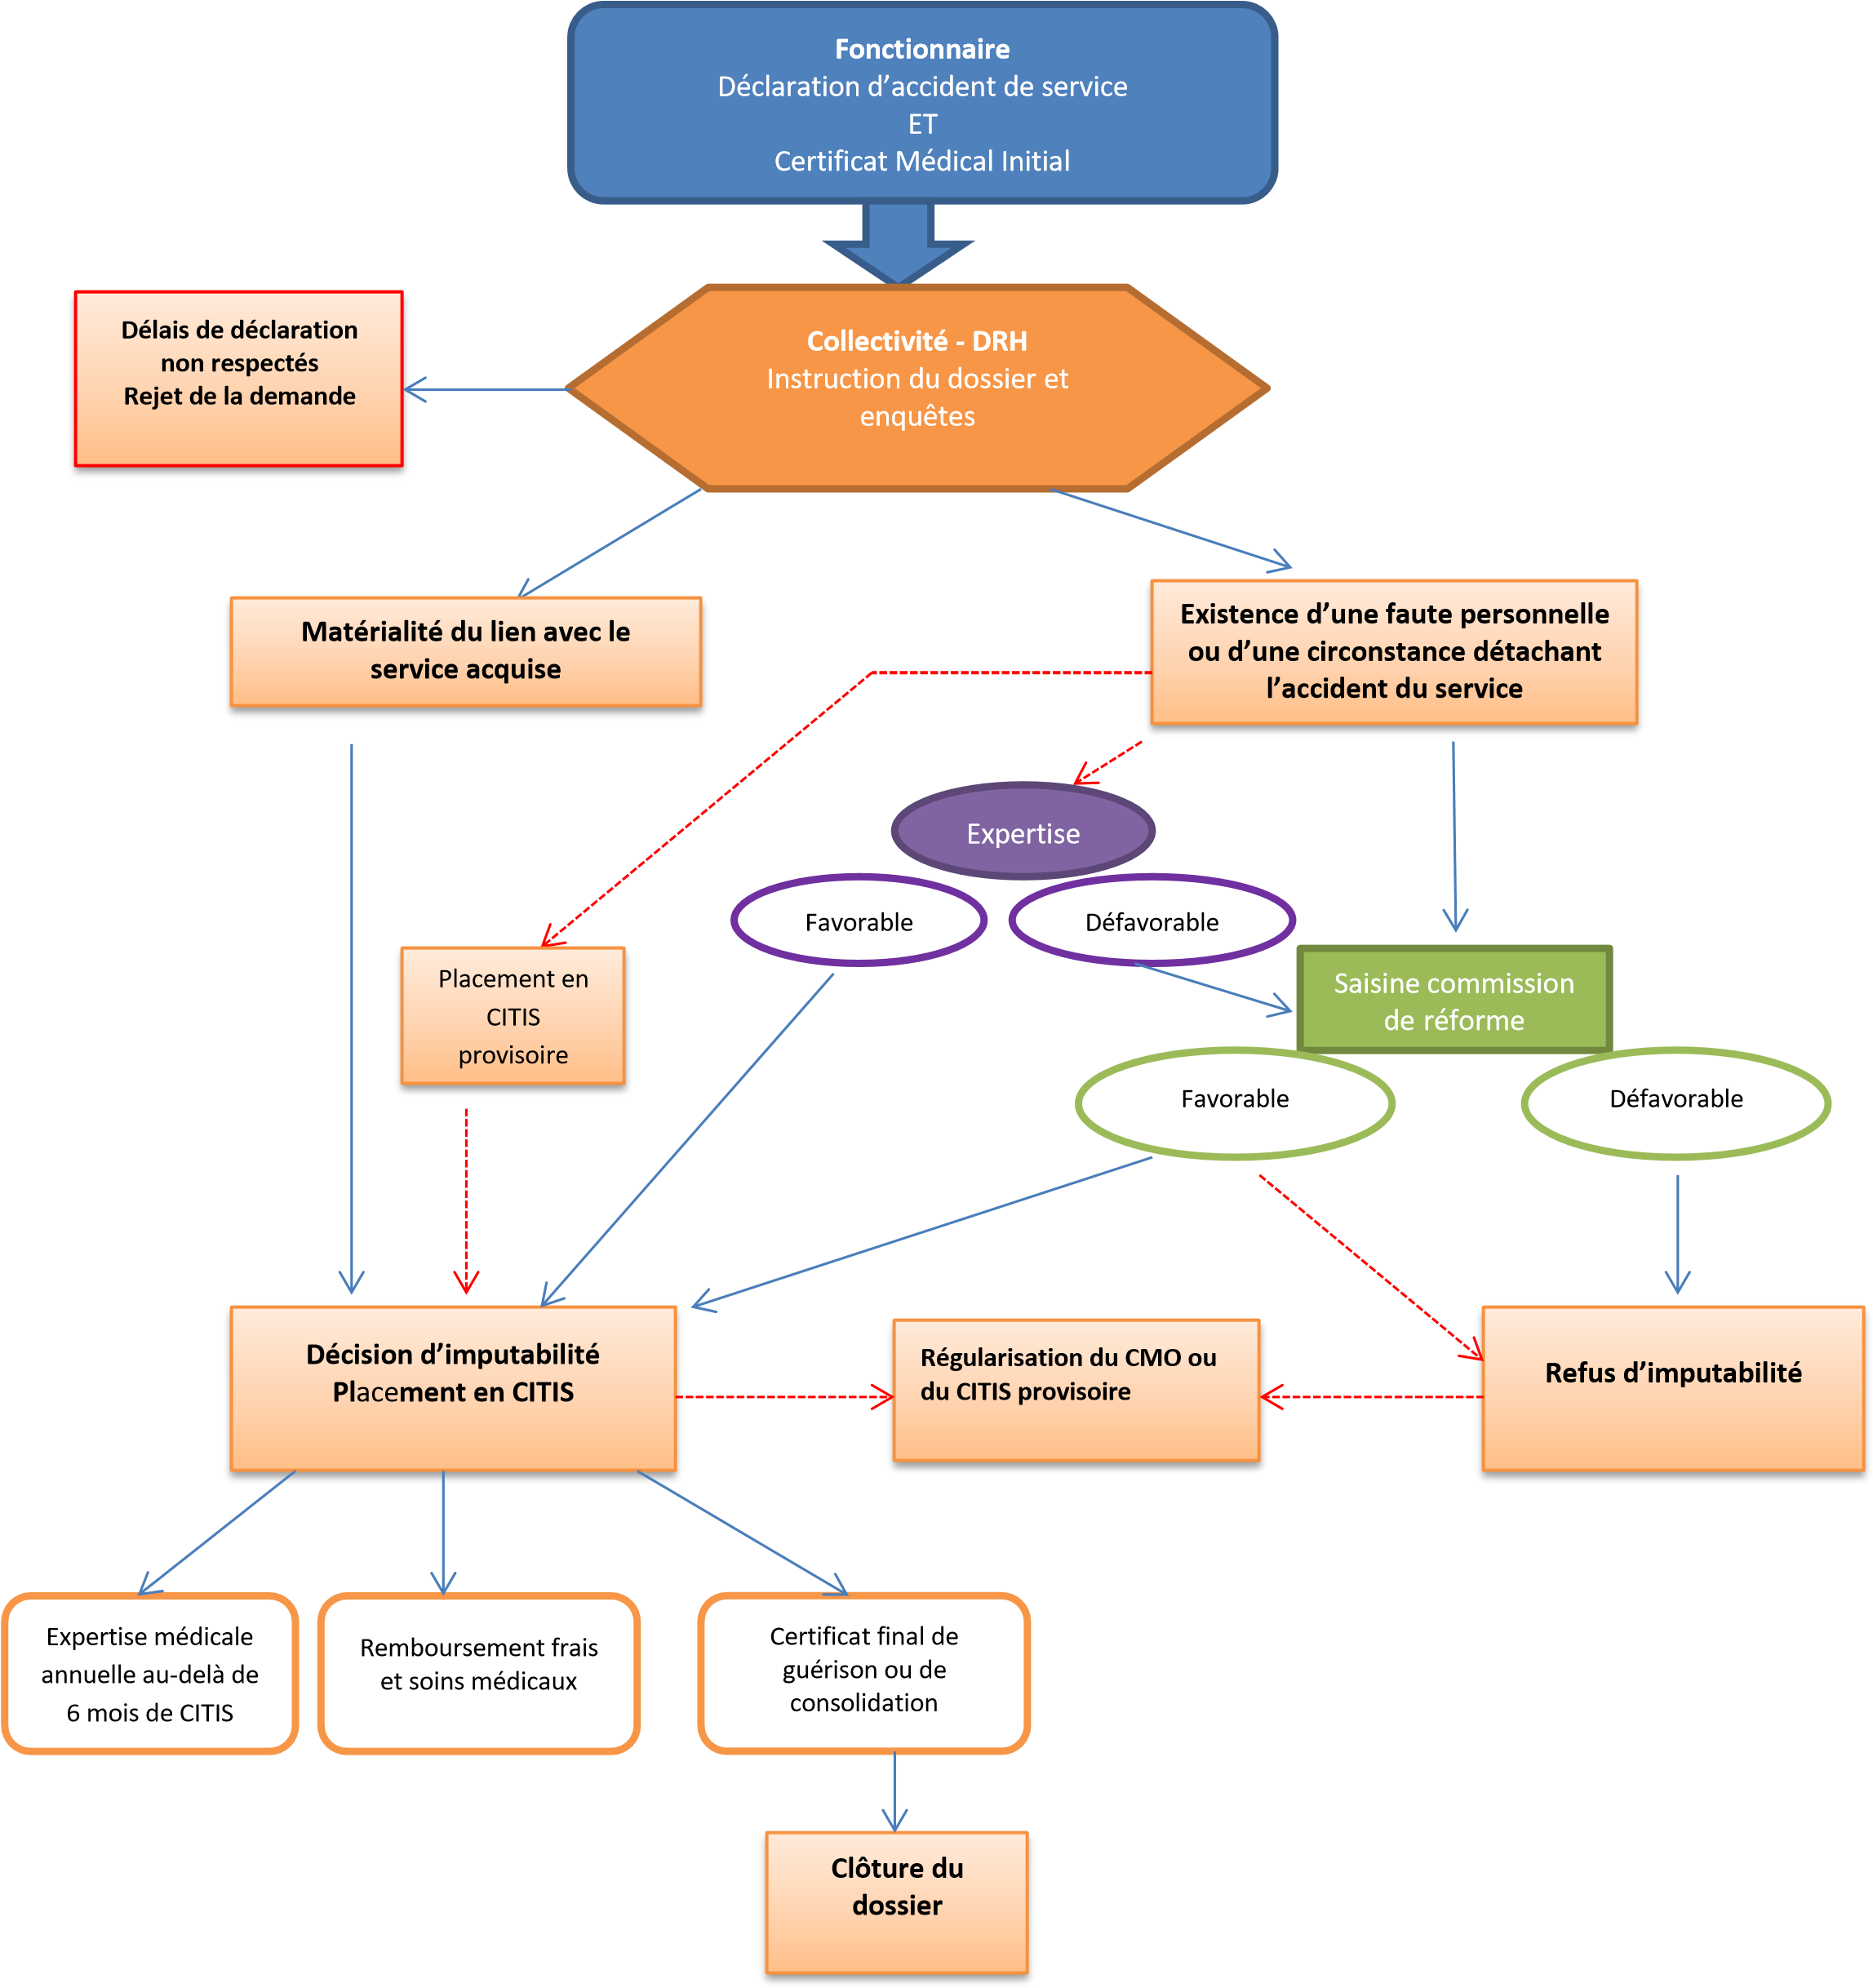 Fonctionnaire
Déclaration d’accident de service
ET
Certificat Médical Initial
Délais de déclaration
non respectés
Rejet de la demande
Collectivité - DRH
Instruction du dossier et
enquêtes
Matérialité du lien avec le
service acquise
Existence d’une faute personnelle
ou d’une circonstance détachant
l’accident du service
Expertise
Favorable
Défavorable
Placement en
CITIS
provisoire
Saisine commission
de réforme
Favorable
Défavorable
Décision d’imputabilité
Placement en CITIS
Régularisation du CMO ou
du CITIS provisoire
Refus d’imputabilité
Expertise médicale
annuelle au-delà de
6 mois de CITIS
Remboursement frais
et soins médicaux
Certificat final de
guérison ou de
consolidation
Clôture du
dossier